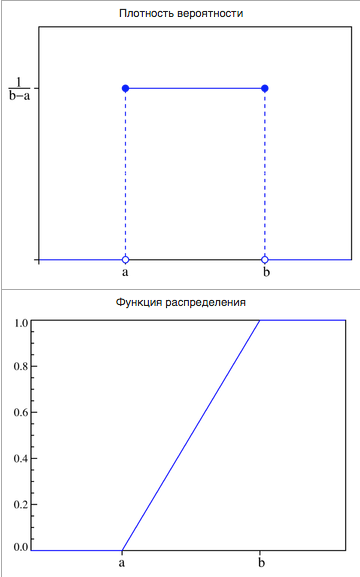 Плотность вероятности
1
b−a
a
b
Функция распределения
1.0
0.8
0.6
0.4
0.2
0.0
a
b